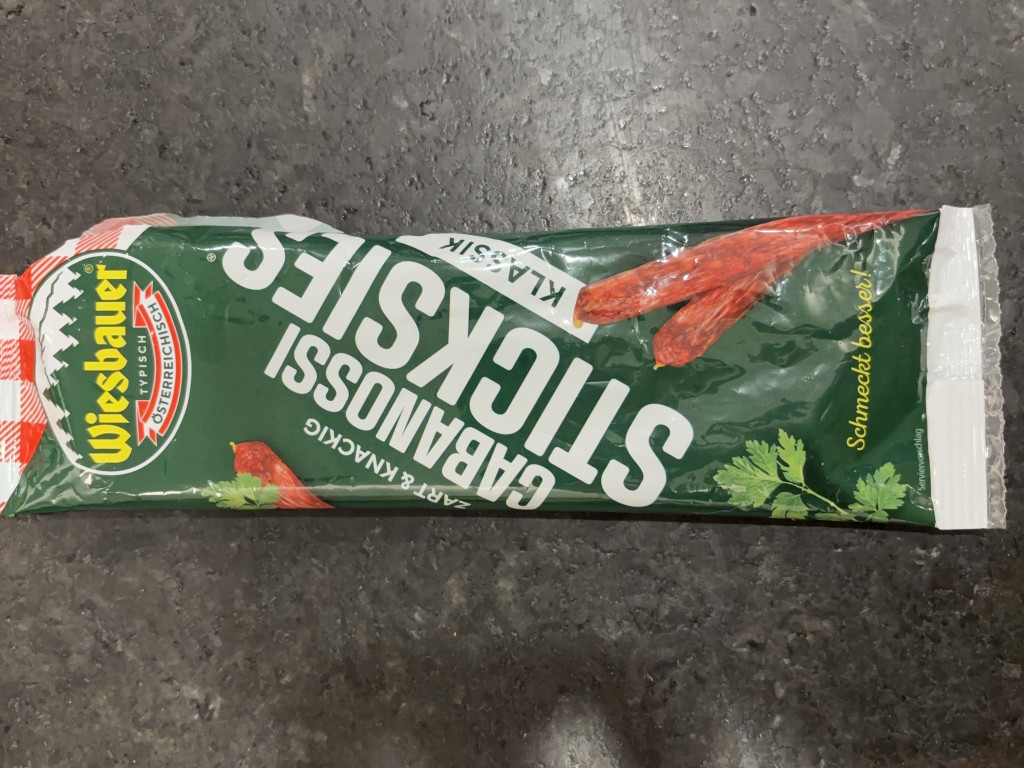 Wiesbauer®
TYPISCH
ÖSTERREICHISCH
ZART & KNACKIG
CABANOSSI
STICKSIES®
KLASSIK
Schmeckt besser!
Serviervorschlag